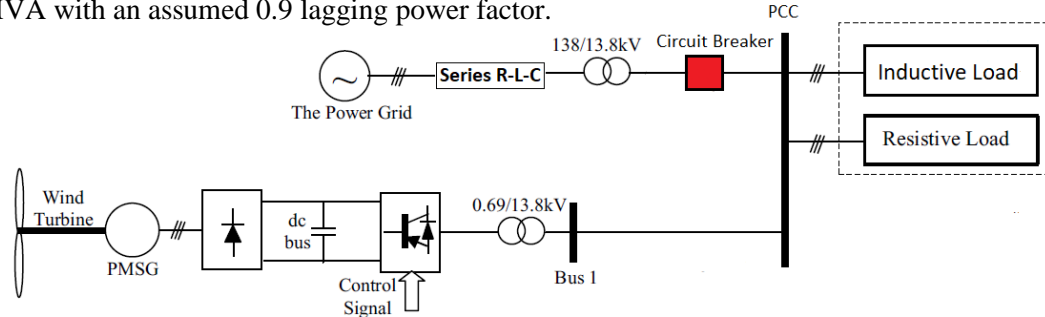 IVA with an assumed 0.9 lagging power factor.
PCC
138/13.8kV
Circuit Breaker
Series R-L-C
Inductive Load
The Power Grid
Resistive Load
Wind
Turbine
dc
bus
0.69/13.8kV
PMSG
Bus 1
Control
Signal